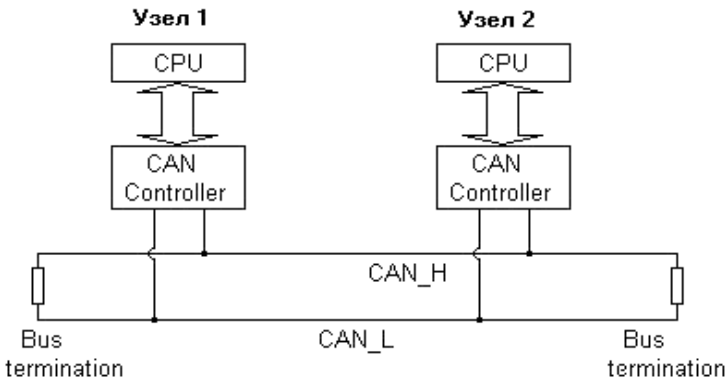 Узел 1
Узел 2
CPU
CPU
CAN
Controller
CAN
Controller
CAN_H
CAN_L
Bus
termination
Bus
termination